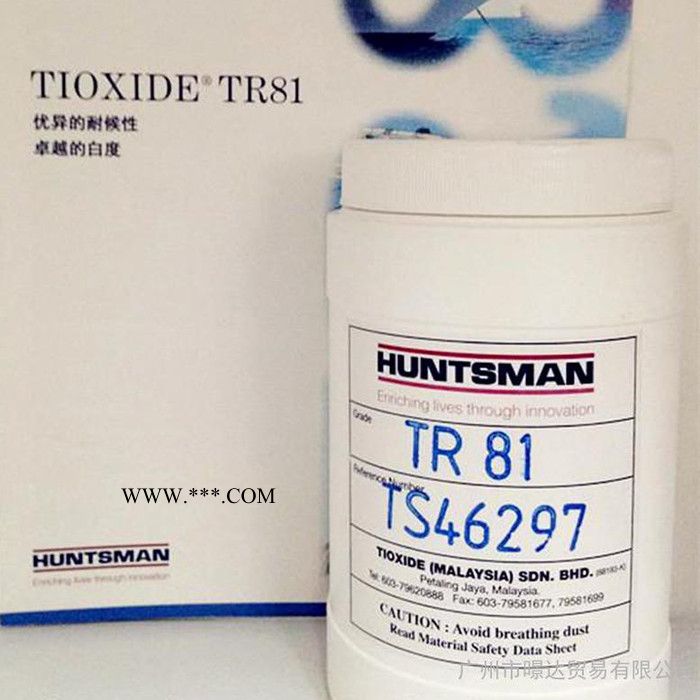 TIOXIDE® TR81
优异的耐候性
卓越的白度
WWW.***.COM
HUNTSMAN
Enriching lives through innovation
HUNTSMAN
Enriching lives through innovation
Grade
TR 81
Reference Number
TS46297
TIOXIDE (MALAYSIA) SDN. BHD. (58193-K)
Petaling Jaya, Malaysia.
Tel: 603-79620888 Fax: 603-79581677, 79581699
CAUTION : Avoid breathing dust
Read Material Safety Data Sheet
广州市暻达贸易有限公司